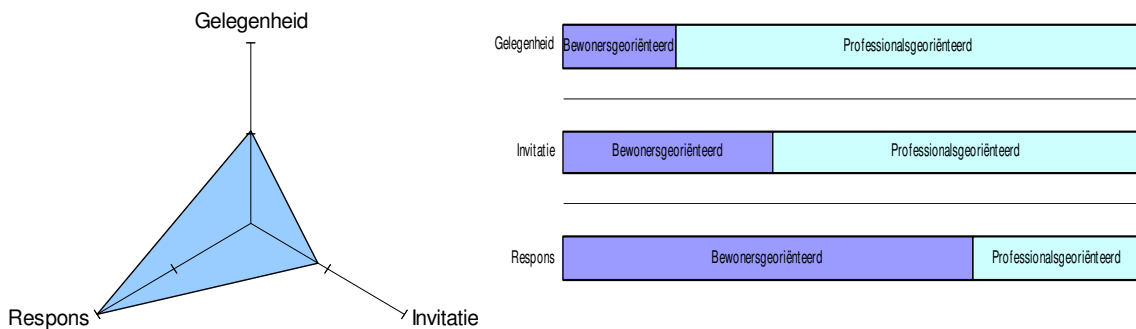 Gelegenheid
Respons
Invitatie
Gelegenheid Bewonersgeoriënteerd Professionalsgeoriënteerd
Invitatie Bewonersgeoriënteerd Professionalsgeoriënteerd
Respons Bewonersgeoriënteerd Professionalsgeoriënteerd